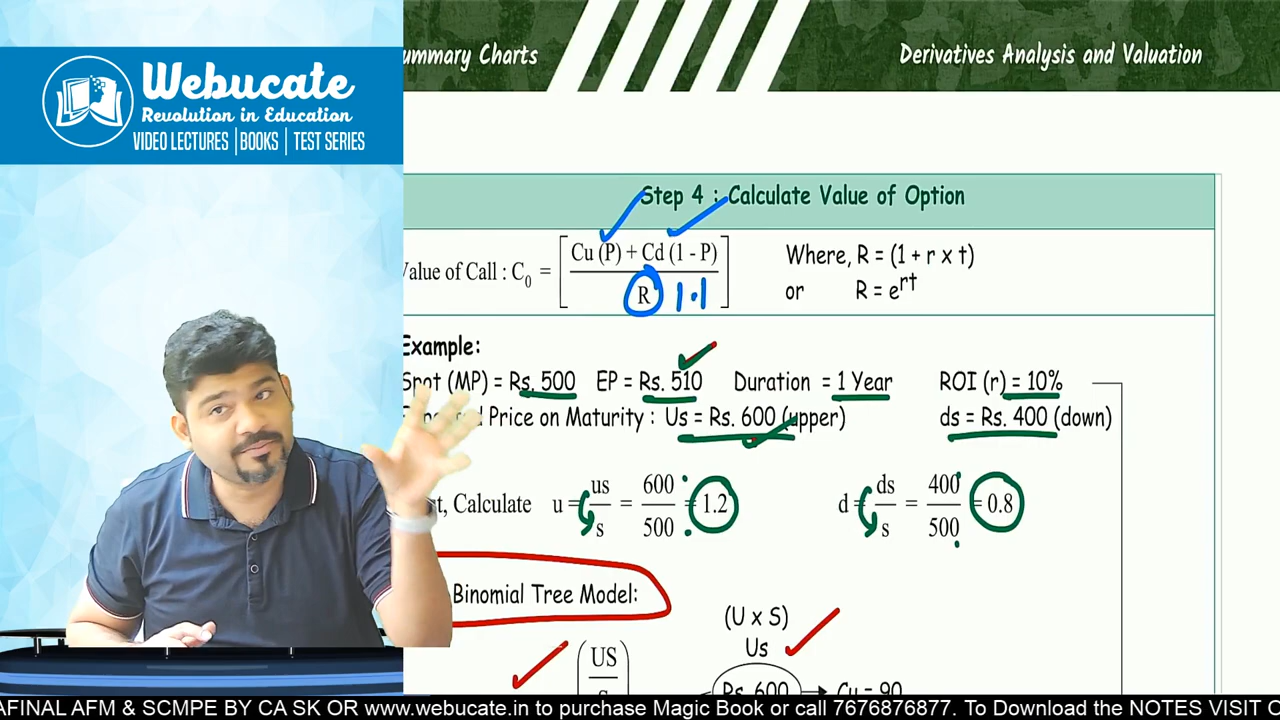 ummary Charts
Derivatives Analysis and Valuation
Webucate
Revolution in Education
VIDEO LECTURES | BOOKS | TEST SERIES
Step 4 : Calculate Value of Option
Value of Call : C₀ = [ Cu (P) + Cd (1 - P) / R ] 1.1
Where, R = (1 + r x t)
or R = e^rt
Example:
Spot (MP) = Rs. 500 EP = Rs. 510 Duration = 1 Year ROI (r) = 10%
Price on Maturity : Us = Rs. 600 (upper) ds = Rs. 400 (down)
Calculate u = us/s = 600/500 = 1.2 d = ds/s = 400/500 = 0.8
Binomial Tree Model:
(U x S)
Us
(US
Rs. 600 Cu = 90
AFINAL AFM & SCMPE BY CA SK OR www.webucate.in to purchase Magic Book or call 7676876877. To Download the NOTES VISIT